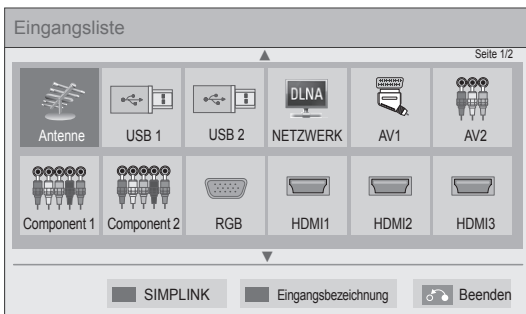 Eingangsliste
Seite 1/2
DLNA
Antenne USB 1 USB 2 NETZWERK AV1 AV2
Component 1 Component 2 RGB HDMI1 HDMI2 HDMI3
SIMPLINK Eingangsbezeichnung Beenden